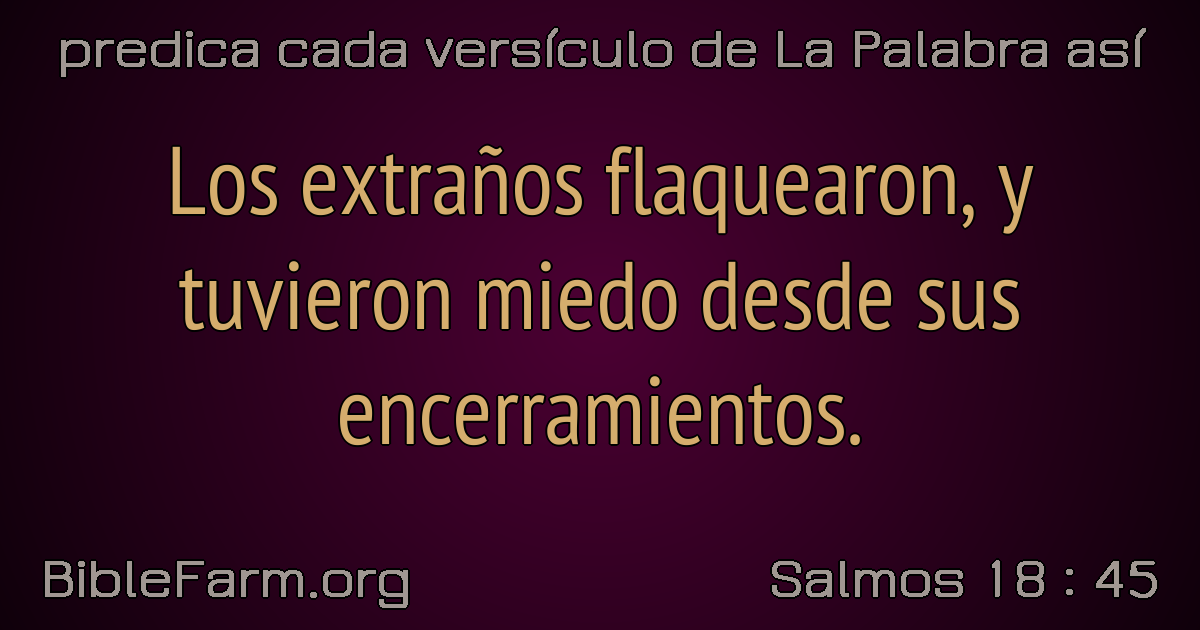 predica cada versículo de La Palabra así
Los extraños flaquearon, y
tuvieron miedo desde sus
encerramientos.
BibleFarm.org
Salmos 18 : 45